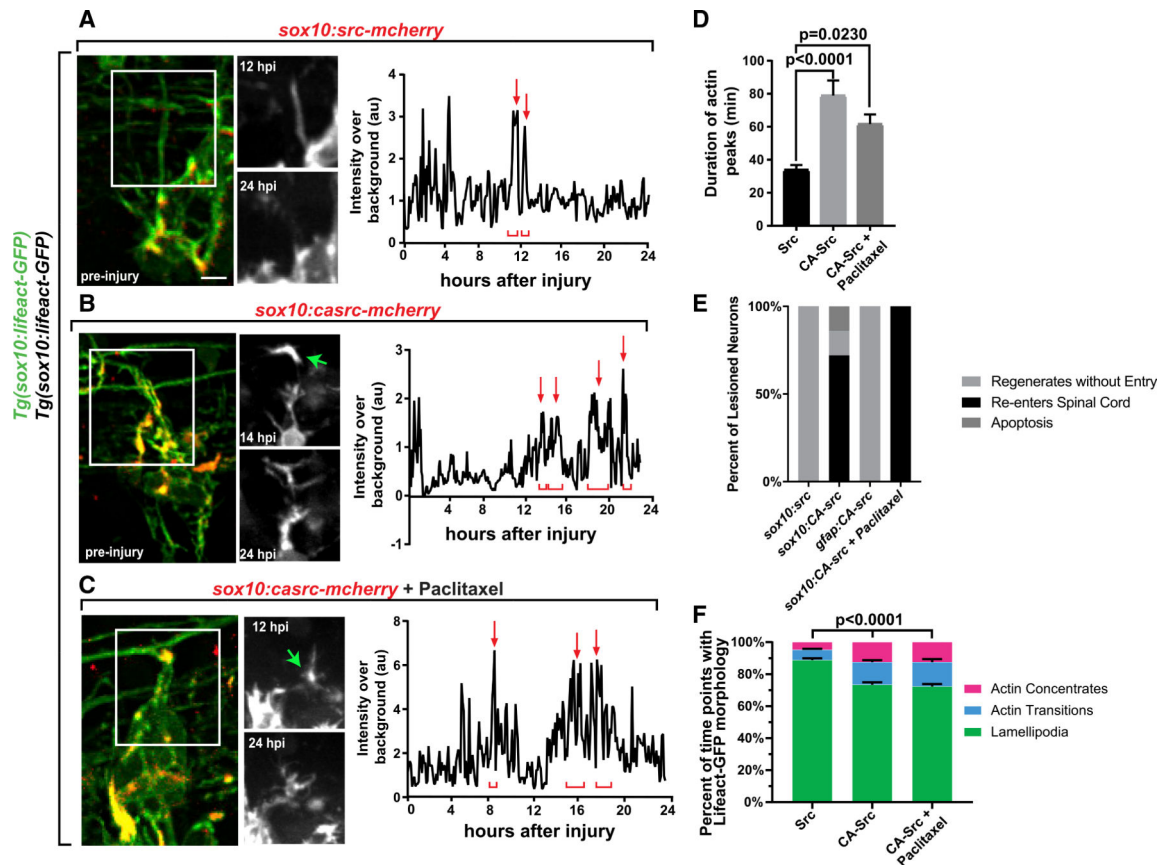 A
sox10:src-mcherry
Tg(sox10:lifeact-GFP)
Tg(sox10:lifeact-GFP)
pre-injury
12 hpi
24 hpi
Intensity over
background (au)
4
3
2
1
0
0 4 8 12 16 20 24
hours after injury
B
sox10:casrc-mcherry
pre-injury
14 hpi
24 hpi
Intensity over
background (au)
3
2
1
0
-1
4 8 12 16 20 24
hours after injury
C
sox10:casrc-mcherry + Paclitaxel
12 hpi
24 hpi
Intensity over
background (au)
8
6
4
2
0
0 4 8 12 16 20 24
hours after injury
D
p=0.0230
p<0.0001
Duration of actin
peaks (min)
100
80
60
40
20
0
Src
CA-Src
CA-Src +
Paclitaxel
E
Percent of Lesioned Neurons
100%
50%
0%
sox10:src
sox10:CA-src
gfap:CA-src
sox10:CA-src + Paclitaxel
Regenerates without Entry
Re-enters Spinal Cord
Apoptosis
F
p<0.0001
Percent of time points with
Lifeact-GFP morphology
100%
80%
60%
40%
20%
0%
Src
CA-Src
CA-Src +
Paclitaxel
Actin Concentrates
Actin Transitions
Lamellipodia